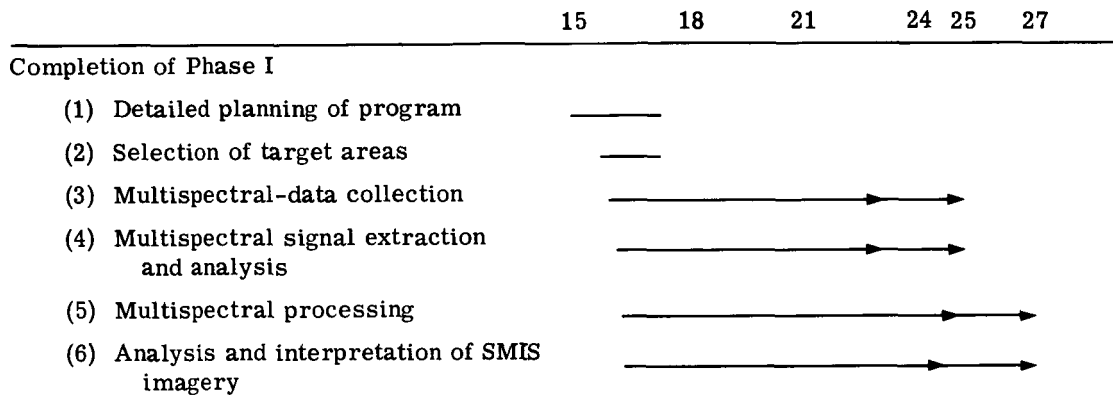 15 18 21 24 25 27
Completion of Phase I
(1) Detailed planning of program
(2) Selection of target areas
(3) Multispectral-data collection
(4) Multispectral signal extraction
and analysis
(5) Multispectral processing
(6) Analysis and interpretation of SMIS
imagery